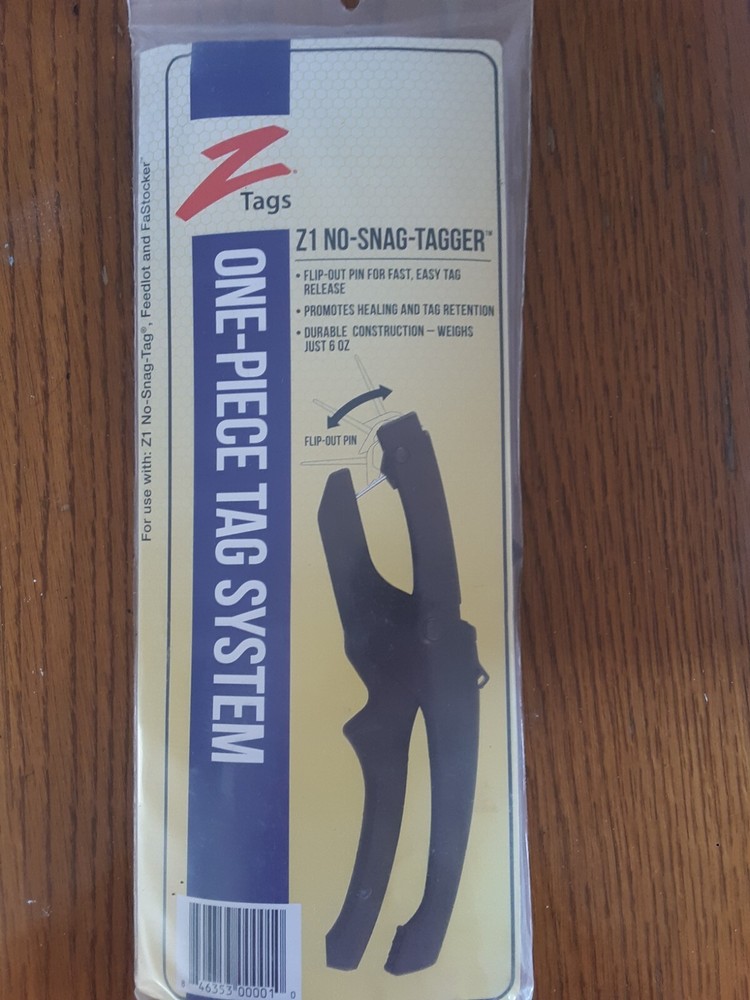 Z
Tags
Z1 NO-SNAG-TAGGER™
• FLIP-OUT PIN FOR FAST, EASY TAG
RELEASE
• PROMOTES HEALING AND TAG RETENTION
• DURABLE CONSTRUCTION – WEIGHS
JUST 6 OZ
FLIP-OUT PIN
ONE-PIECE TAG SYSTEM
For use with: Z1 No-Snag-Tag®, Feedlot and FaStocker™
8 46353 00001 0